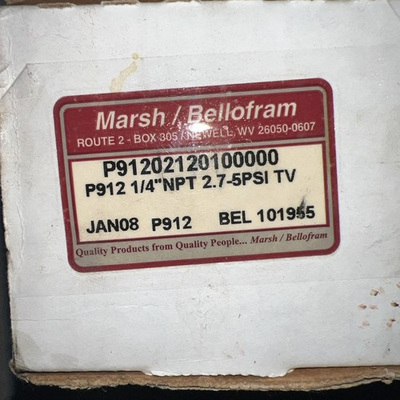 Marsh / Bellofram
ROUTE 2 - BOX 305 / NEWELL, WV 26050-0607
P91202120100000
P912 1/4"NPT 2.7-5PSI TV
JAN08 P912 BEL 101955
Quality Products from Quality People... Marsh / Bellofram